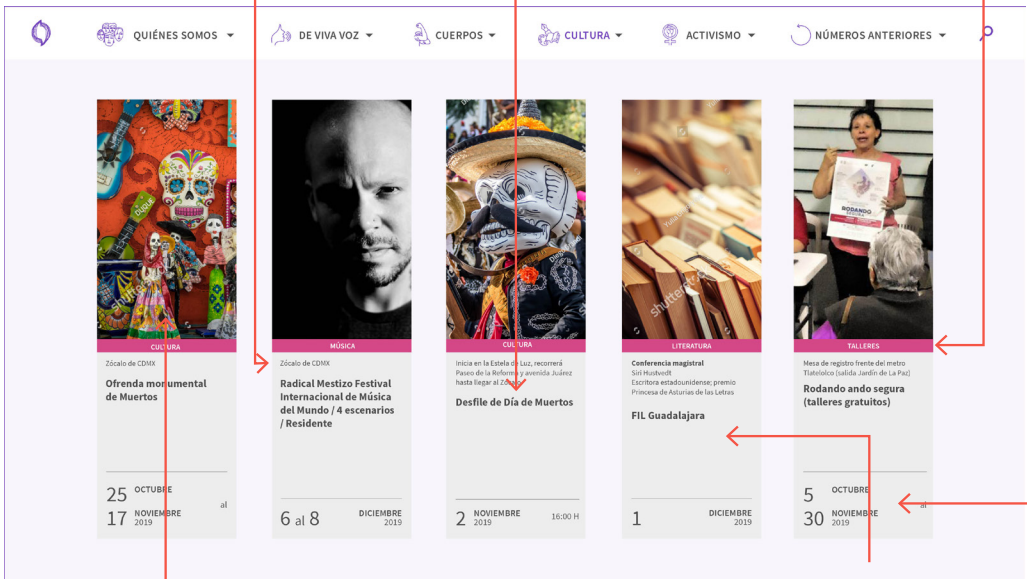 QUIÉNES SOMOS
DE VIVA VOZ
CUERPOS
CULTURA
ACTIVISMO
NÚMEROS ANTERIORES
DIJOUE
shutterstock
CULTURA
Zócalo de CDMX
Ofrenda monumental
de Muertos
25 OCTUBRE
al
17 NOVIEMBRE
2019
MÚSICA
Zócalo de CDMX
Radical Mestizo Festival
Internacional de Música
del Mundo / 4 escenarios
/ Residente
6 al 8 DICIEMBRE
2019
CULTURA
Inicia en la Estela de Luz, recorrerá
Paseo de la Reforma y avenida Juárez
hasta llegar al Zócalo
Desfile de Día de Muertos
2 NOVIEMBRE
2019
16:00 H
shutterstock
LITERATURA
Conferencia magistral
Siri Hustvedt
Escritora estadounidense; premio
Princesa de Asturias de las Letras
FIL Guadalajara
1 DICIEMBRE
2019
RODANDO
SEGURA
TALLERES
Mesa de registro frente del metro
Tlatelolco (salida Jardín de La Paz)
Rodando ando segura
(talleres gratuitos)
5 OCTUBRE
al
30 NOVIEMBRE
2019